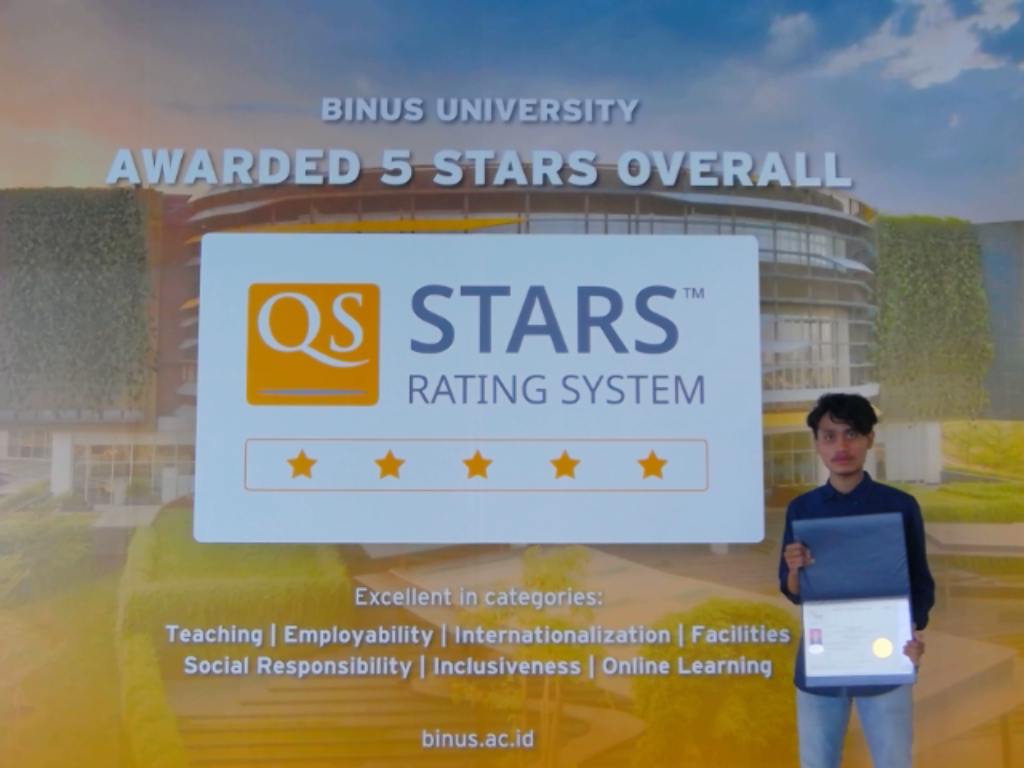 BINUS UNIVERSITY
AWARDED 5 STARS OVERALL
QS
STARS™
RATING SYSTEM
Excellent in categories:
Teaching | Employability | Internationalization | Facilities
Social Responsibility | Inclusiveness | Online Learning
binus.ac.id